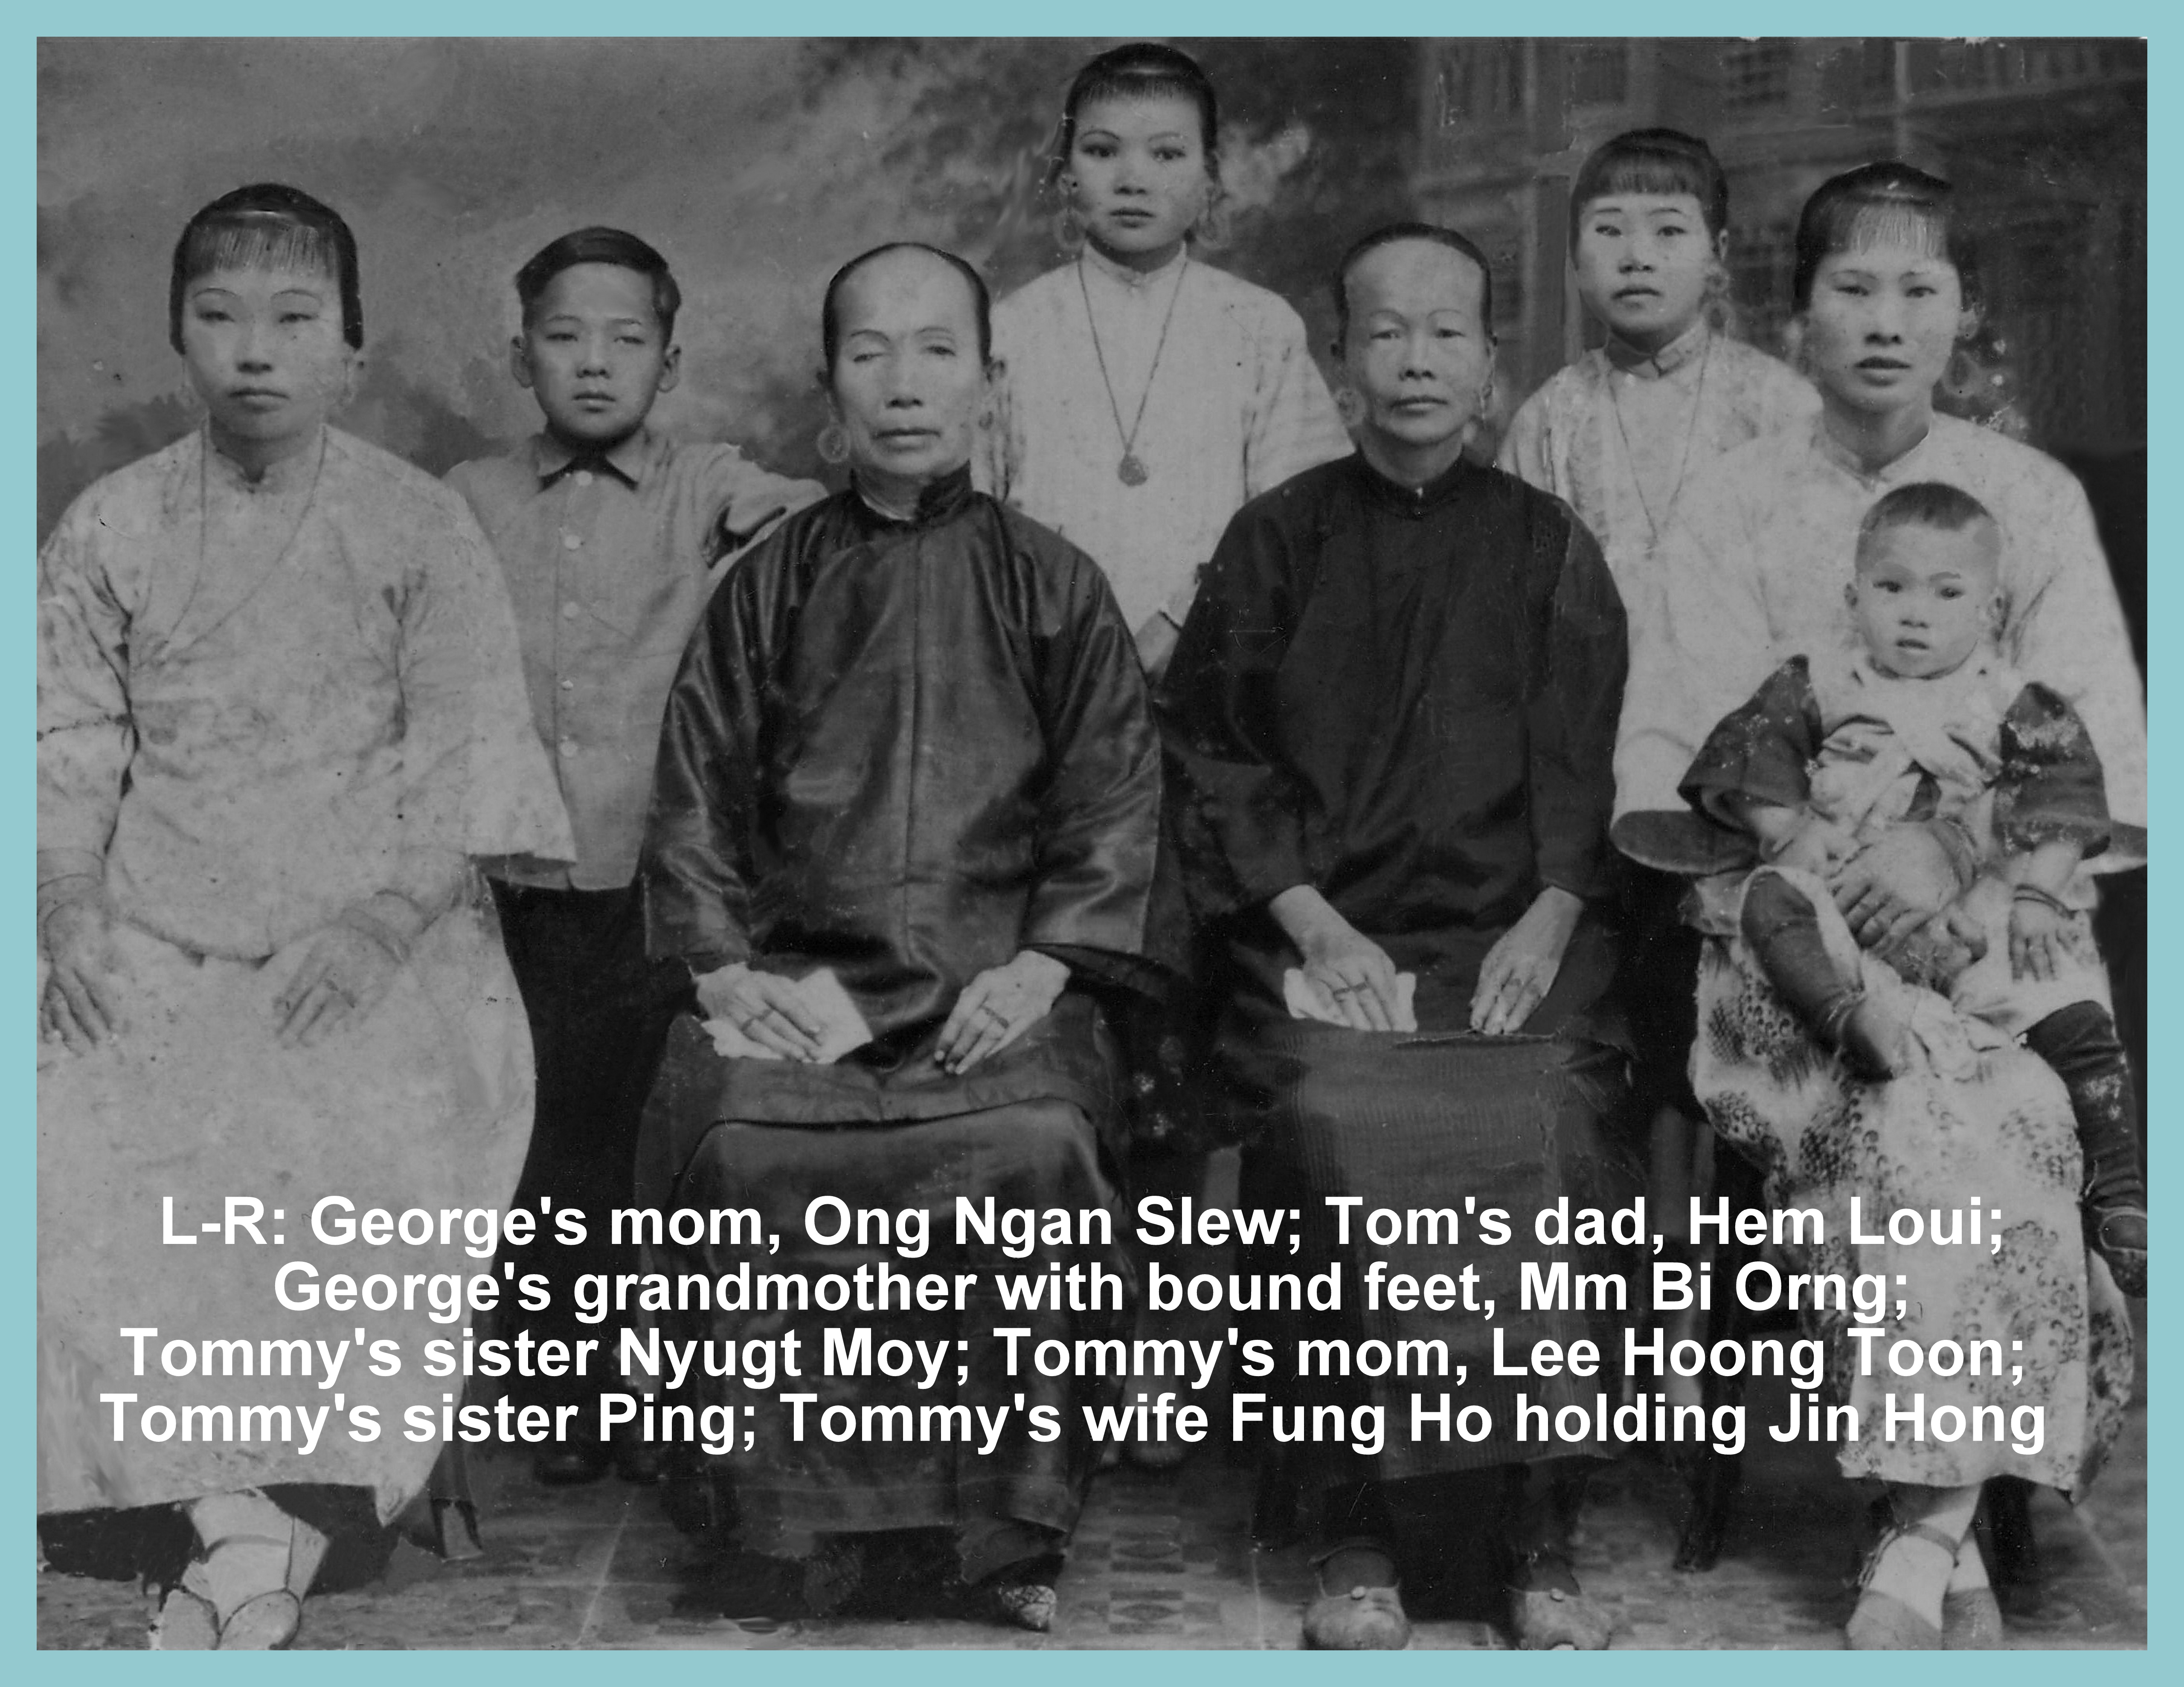 L-R: George's mom, Ong Ngan Slew; Tom's dad, Hem Loui;
George's grandmother with bound feet, Mm Bi Orng;
Tommy's sister Nyugt Moy; Tommy's mom, Lee Hoong Toon;
Tommy's sister Ping; Tommy's wife Fung Ho holding Jin Hong